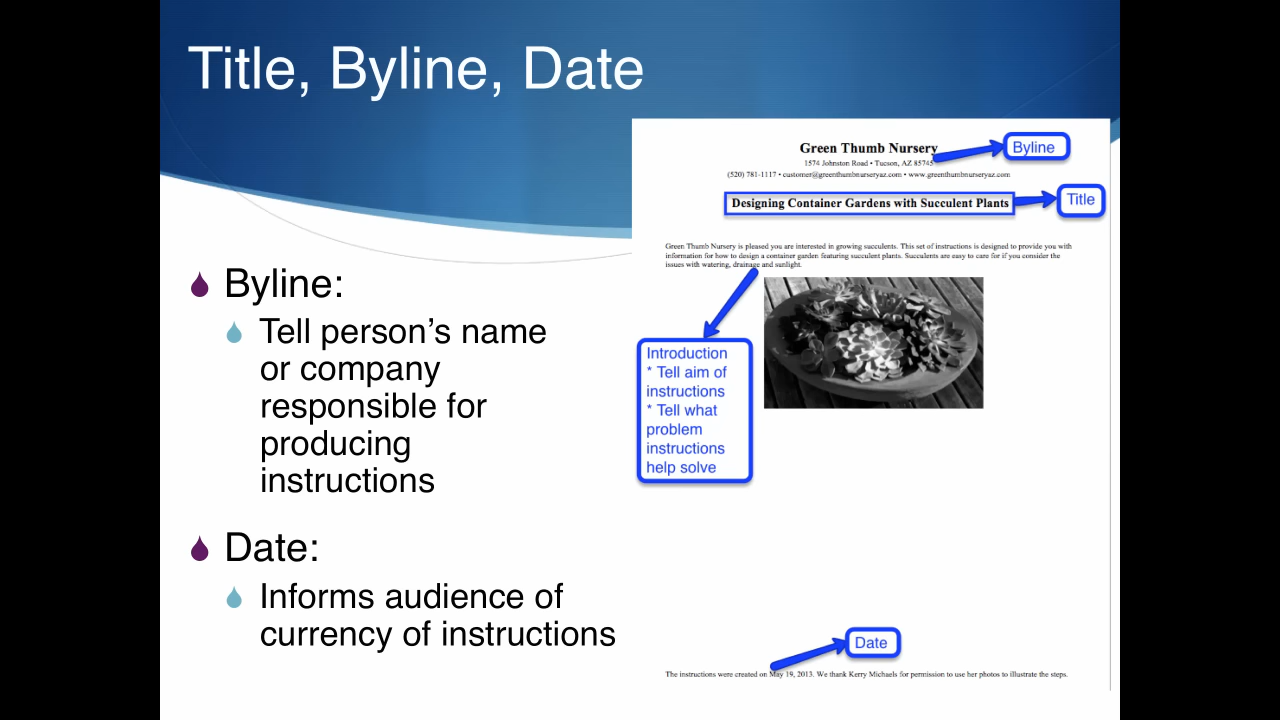 Title, Byline, Date
Byline:
Tell person’s name
or company
responsible for
producing
instructions
Date:
Informs audience of
currency of instructions
Green Thumb Nursery
Byline
1574 Johnston Road • Tucson, AZ 85745
(520) 781-1117 • customer@greenthumbnurseryaz.com • www.greenthumbnurseryaz.com
Designing Container Gardens with Succulent Plants
Title
Green Thumb Nursery is pleased you are interested in growing succulents. This set of instructions is designed to provide you with
information for how to design a container garden featuring succulent plants. Succulents are easy to care for if you consider the
issues with watering, drainage and sunlight.
Introduction
* Tell aim of
instructions
* Tell what
problem
instructions
help solve
Date
The instructions were created on May 19, 2013. We thank Kerry Michaels for permission to use her photos to illustrate the steps.